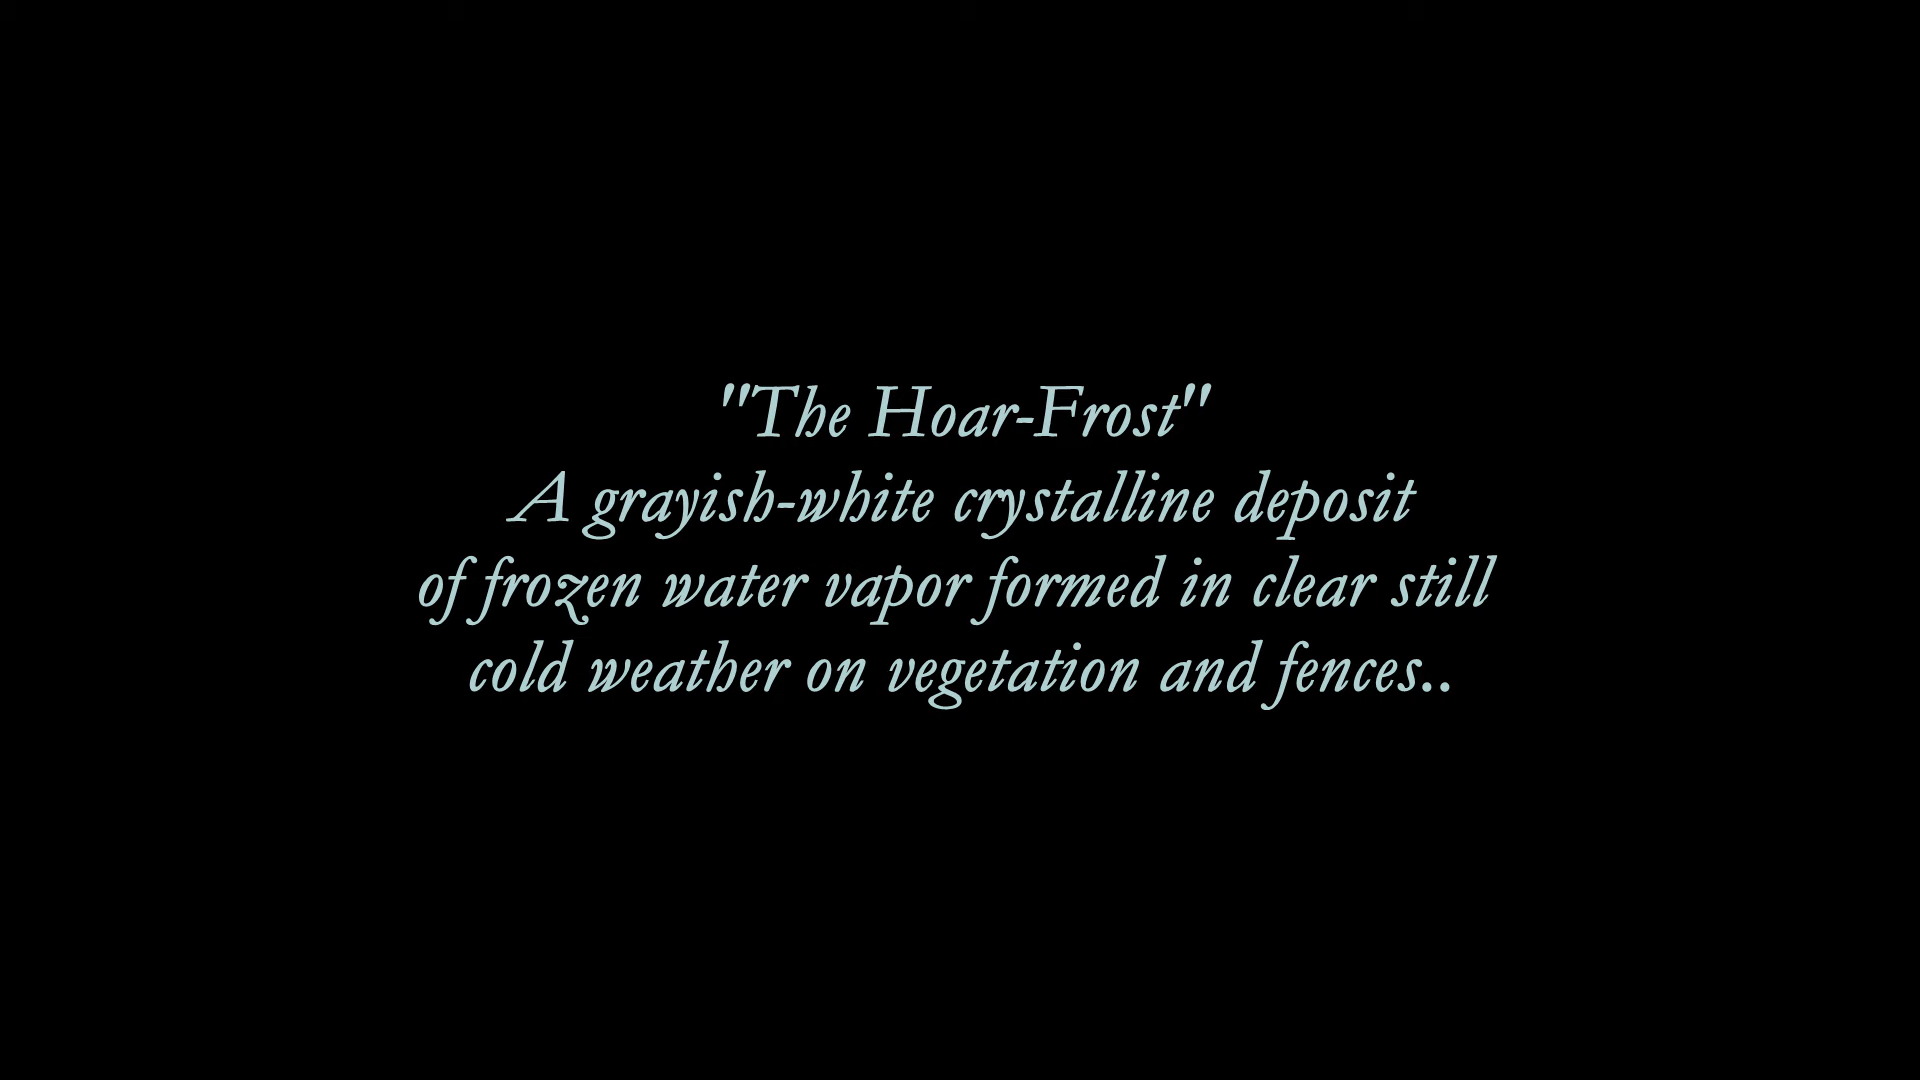 "The Hoar-Frost"
A grayish-white crystalline deposit
of frozen water vapor formed in clear still
cold weather on vegetation and fences..